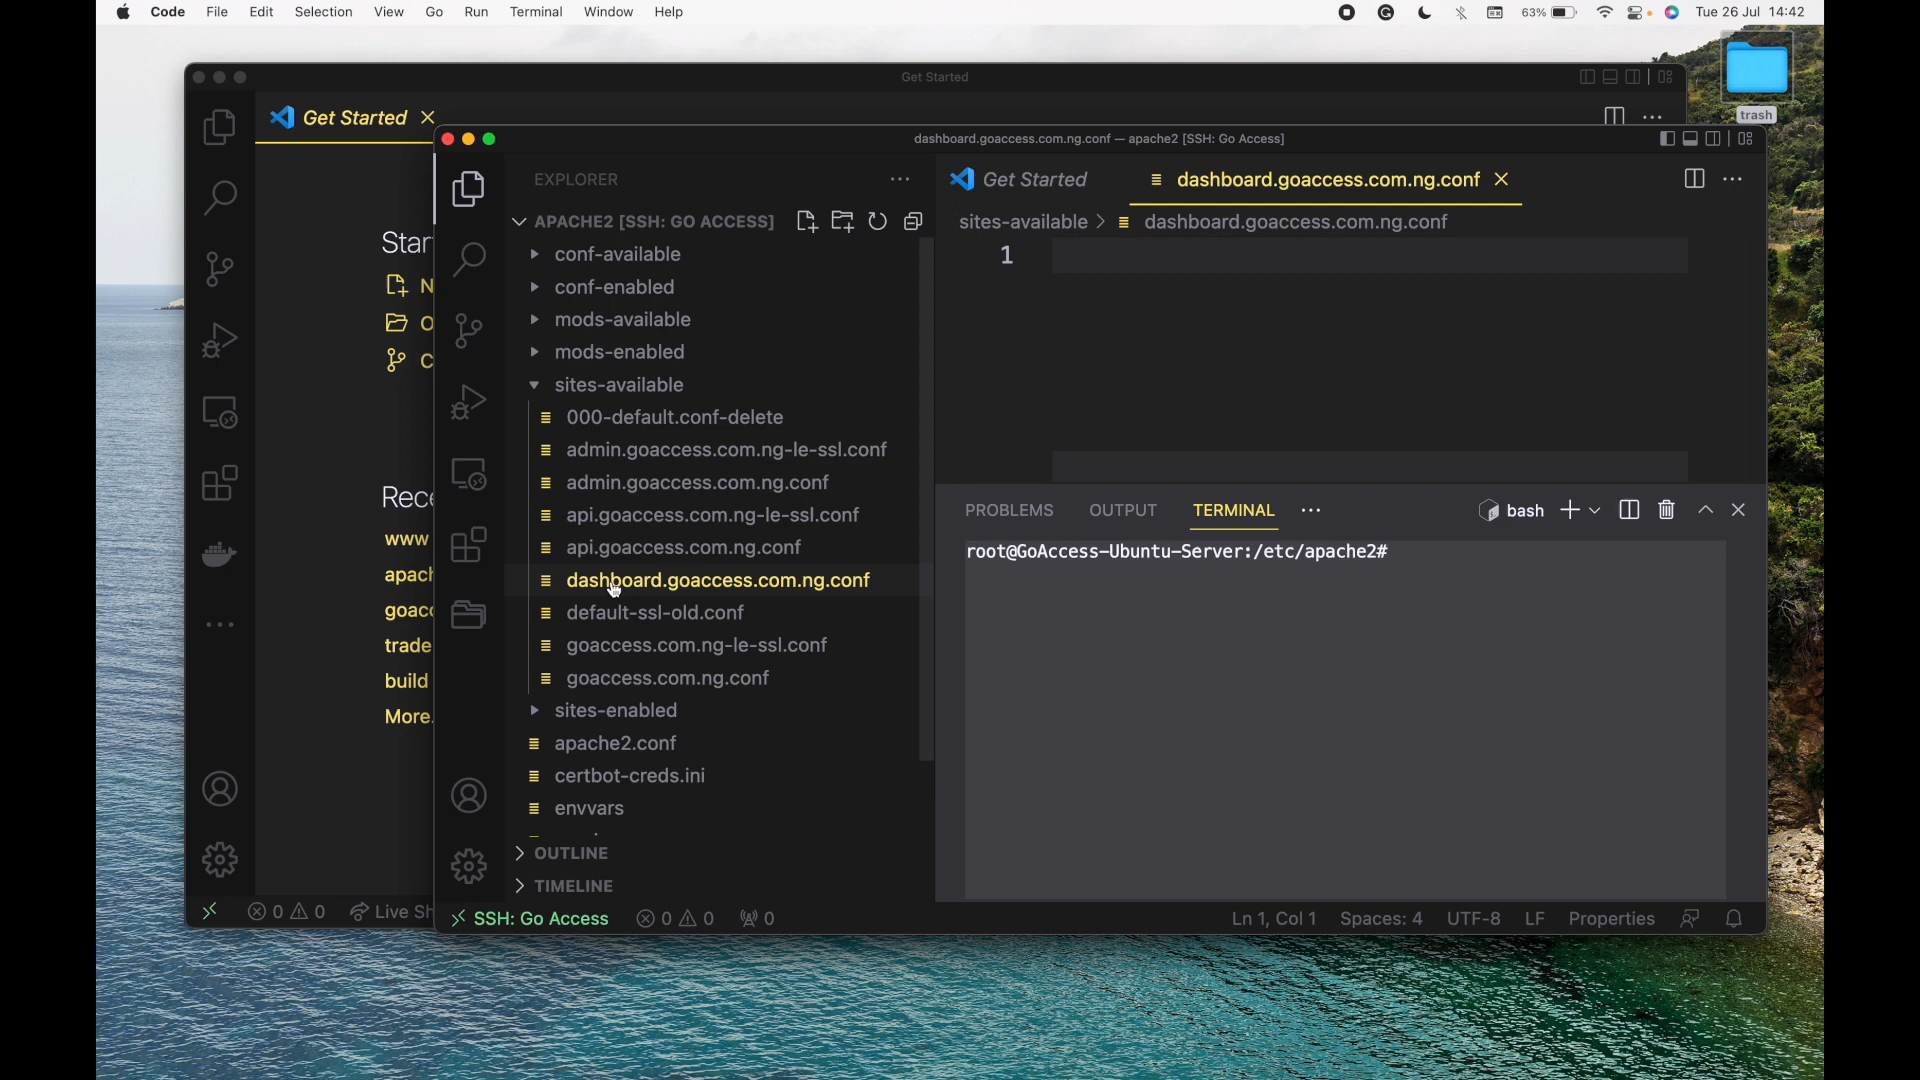 Code File Edit Selection View Go Run Terminal Window Help 63% Tue 26 Jul 14:42
trash
Get Started
Get Started
Star
N
O
C
Rece
www
apach
goacc
trade
build
More.
0 0 Live Sh
dashboard.goaccess.com.ng.conf — apache2 [SSH: Go Access]
EXPLORER
APACHE2 [SSH: GO ACCESS]
conf-available
conf-enabled
mods-available
mods-enabled
sites-available
000-default.conf-delete
admin.goaccess.com.ng-le-ssl.conf
admin.goaccess.com.ng.conf
api.goaccess.com.ng-le-ssl.conf
api.goaccess.com.ng.conf
dashboard.goaccess.com.ng.conf
default-ssl-old.conf
goaccess.com.ng-le-ssl.conf
goaccess.com.ng.conf
sites-enabled
apache2.conf
certbot-creds.ini
envvars
OUTLINE
TIMELINE
Get Started dashboard.goaccess.com.ng.conf
sites-available > dashboard.goaccess.com.ng.conf
1
PROBLEMS OUTPUT TERMINAL bash
root@GoAccess-Ubuntu-Server:/etc/apache2#
SSH: Go Access 0 0 0 Ln 1, Col 1 Spaces: 4 UTF-8 LF Properties